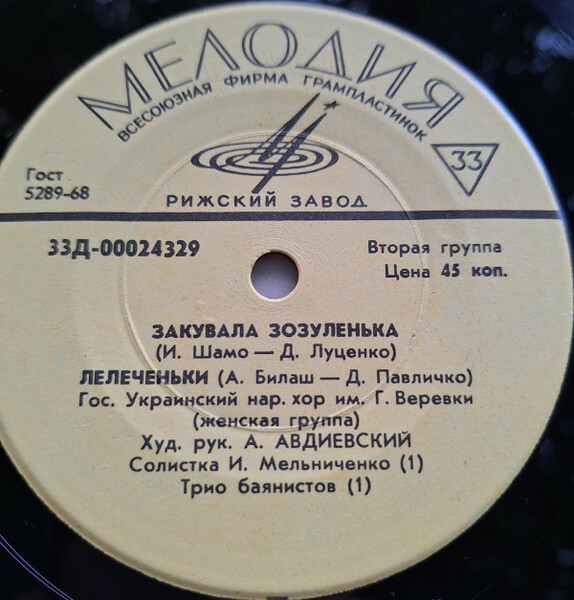 МЕЛОДИЯ
ВСЕСОЮЗНАЯ ФИРМА ГРАМПЛАСТИНОК
33
Гост
5289-68
РИЖСКИЙ ЗАВОД
33Д-00024329
Вторая группа
Цена 45 коп.
ЗАКУВАЛА ЗОЗУЛЕНЬКА
(И. Шамо — Д. Луценко)
ЛЕЛЕЧЕНЬКИ (А. Билаш — Д. Павличко)
Гос. Украинский нар. хор им. Г. Веревки
(женская группа)
Худ. рук. А. АВДИЕВСКИЙ
Солистка И. Мельниченко (1)
Трио баянистов (1)